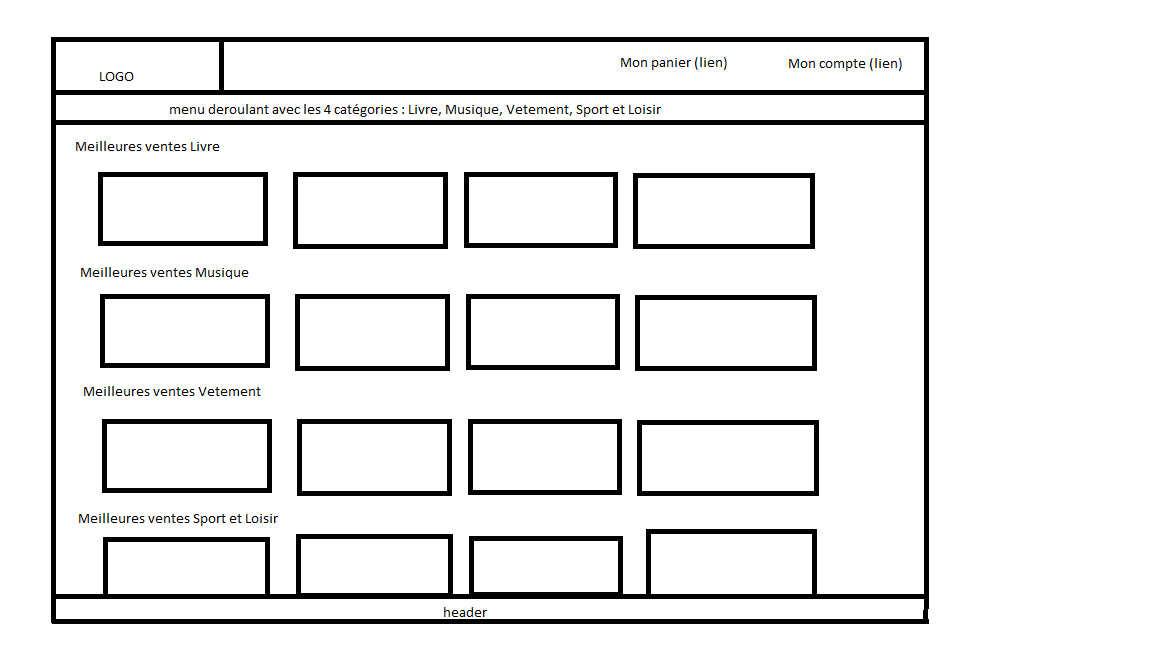 LOGO
Mon panier (lien)
Mon compte (lien)
menu deroulant avec les 4 catégories : Livre, Musique, Vetement, Sport et Loisir
Meilleures ventes Livre
Meilleures ventes Musique
Meilleures ventes Vetement
Meilleures ventes Sport et Loisir
header